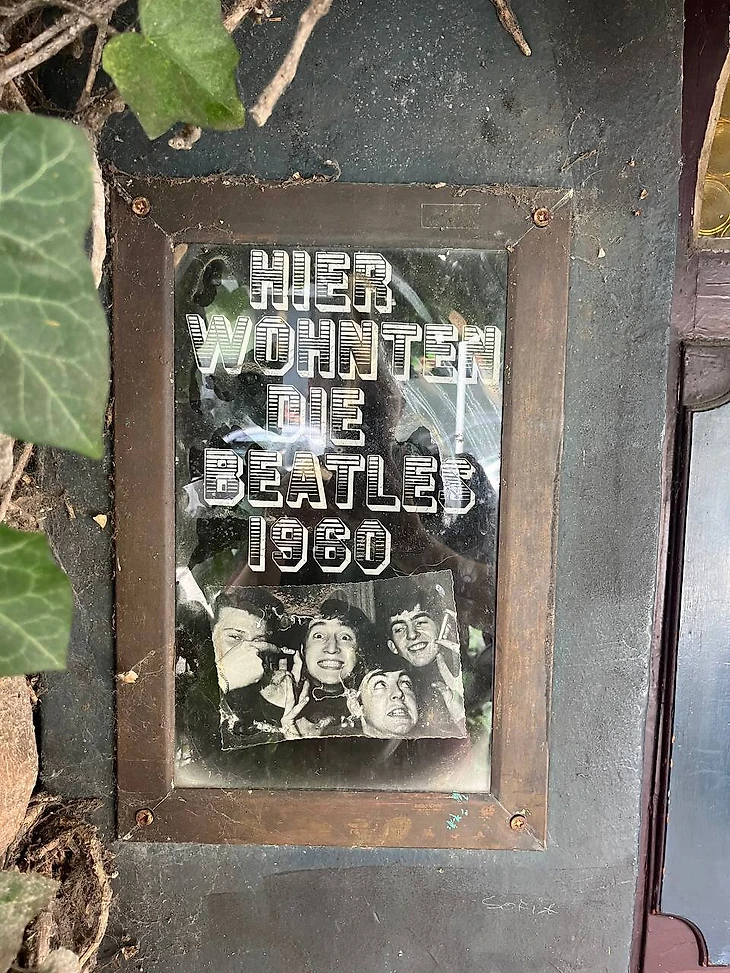 HIER
WOHNTEN
DIE
BEATLES
1960